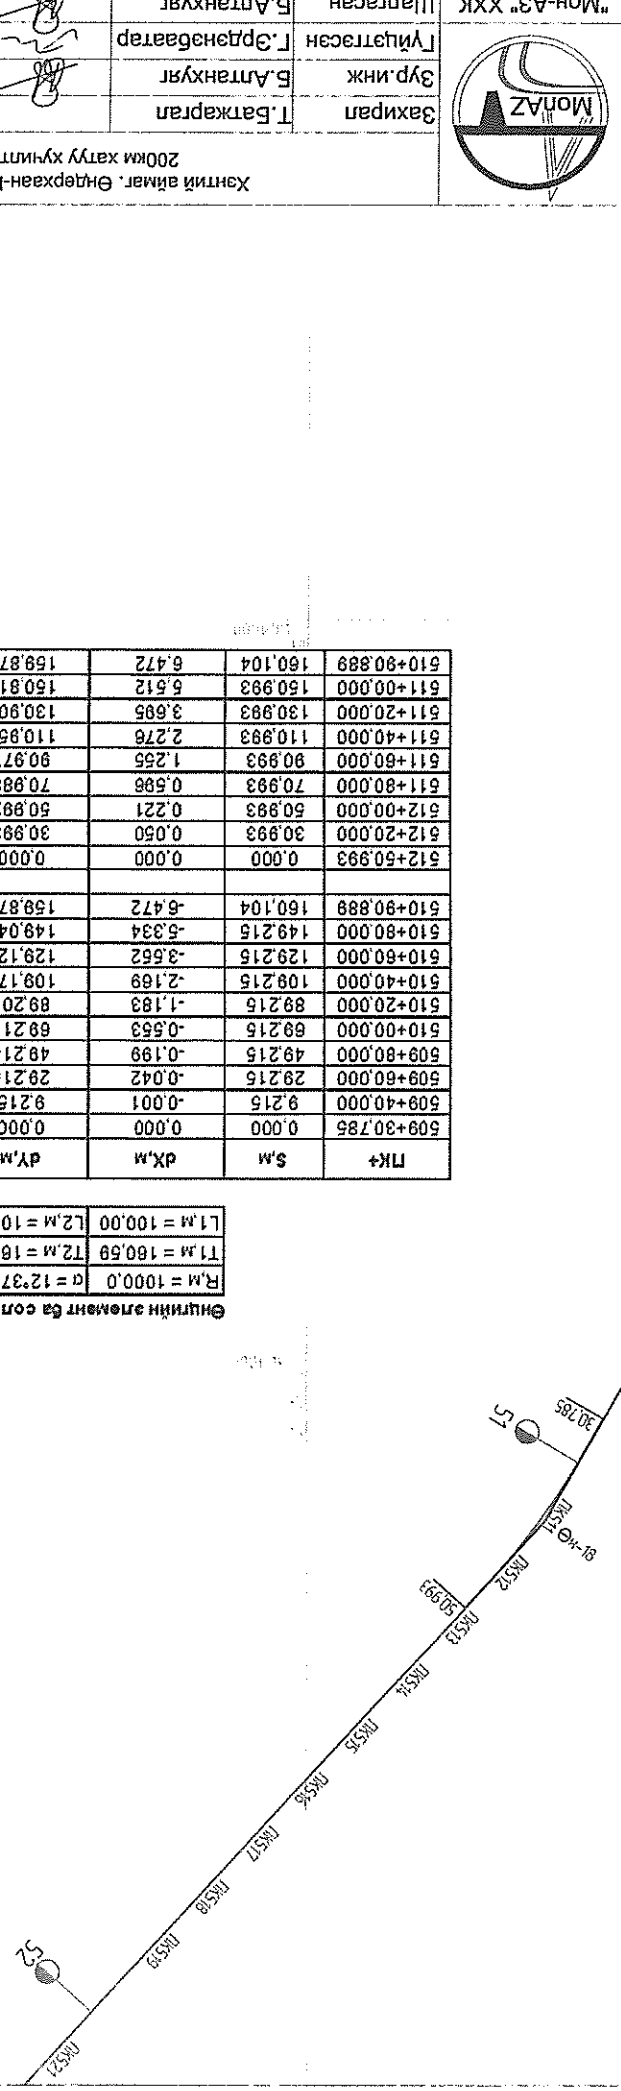 ПК521
52
ПК519
ПК518
ПК517
ПК516
ПК515
ПК514
ПК513
50,993
ПК512
Өн-18
ПК511
51
30,785
Өнцгийн элемент ба сол
R,м = 1000,0 α = 12°37
T1,м = 160,59 T2,м = 16
L1,м = 100,00 L2,м = 10
ПК+ S,м dX,м dY,м
509+30,785 0,000 0,000 0,000
509+40,000 9,215 -0,001 9,215
509+60,000 29,215 -0,042 29,21
509+80,000 49,215 -0,199 49,21
510+00,000 69,215 -0,553 69,21
510+20,000 89,215 -1,183 89,20
510+40,000 109,215 -2,169 109,17
510+60,000 129,215 -3,592 129,12
510+80,000 149,215 -5,334 149,04
510+90,889 160,104 -6,472 159,87
512+50,993 0,000 0,000 0,000
512+20,000 30,993 0,050 30,99
512+00,000 50,993 0,221 50,99
511+80,000 70,993 0,596 70,98
511+60,000 90,993 1,255 90,97
511+40,000 110,993 2,276 110,95
511+20,000 130,993 3,695 130,90
511+00,000 150,993 5,512 150,81
510+90,889 160,104 6,472 159,87
MonAZ
Хэнтий аймаг. Өндөрхаан-
200км хатуу хучилт
Захирал Т.Батжаргал
Зур.инж Б.Алтанхуяг
Гүйцэтгэсэн Г.Эрдэнэбаатар
"Мон-АЗ" ХХК Шалгасан Б.Алтанхуяг